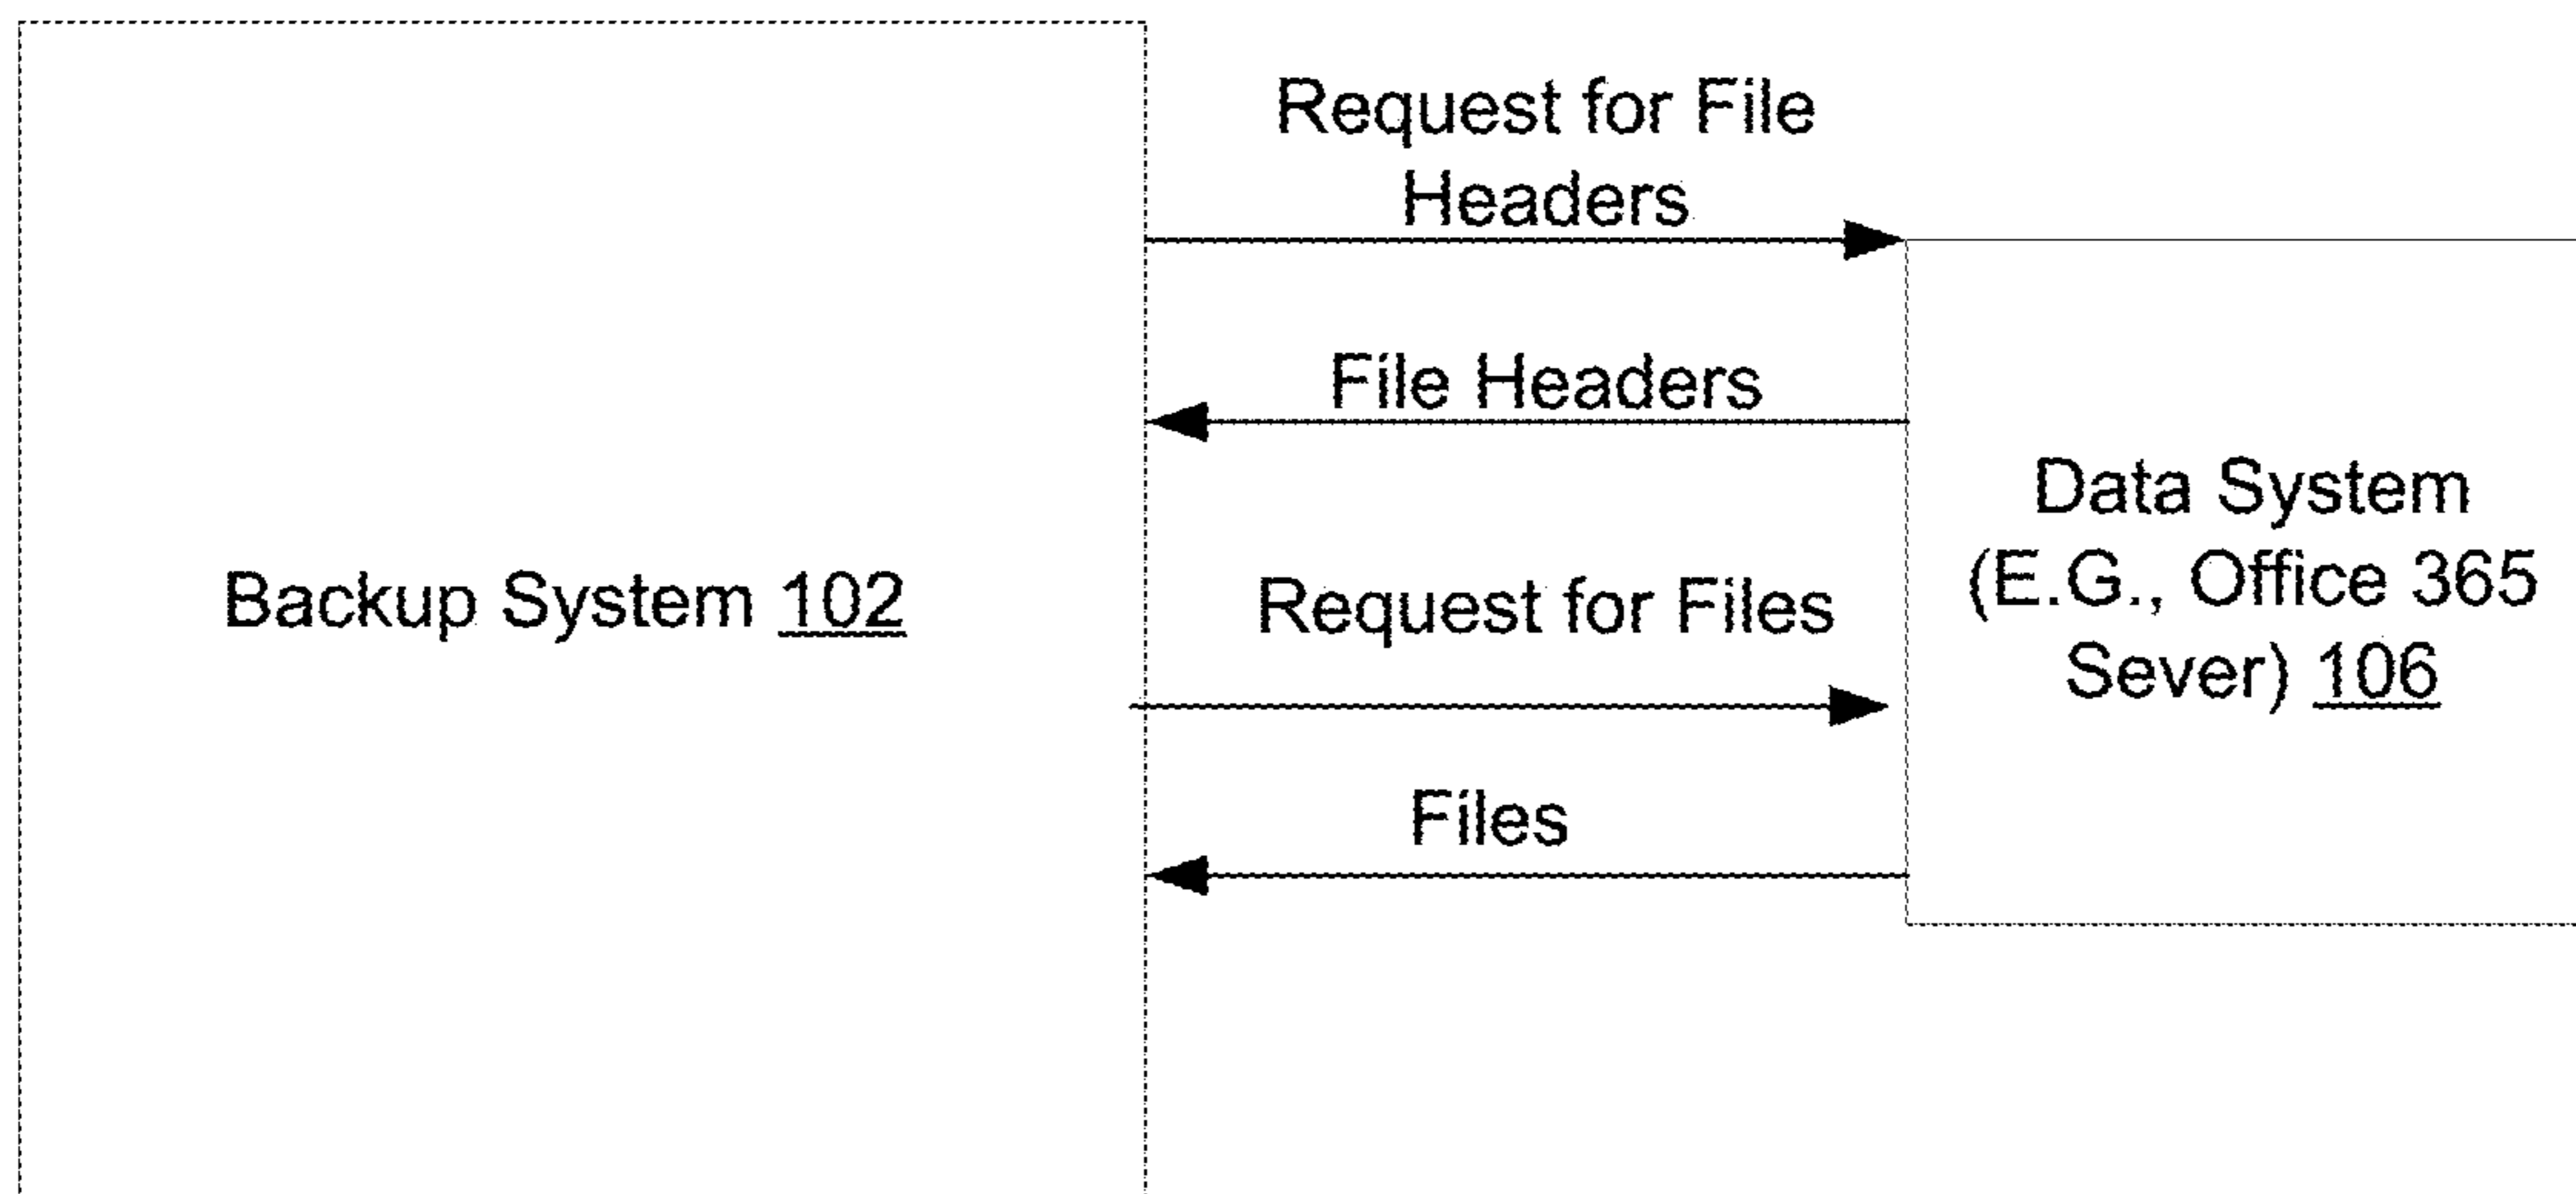 Request for File
Headers
File Headers
Backup System 102
Request for Files
Files
Data System
(E.G., Office 365
Sever) 106